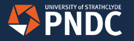 UNIVERSITY of STRATHCLYDE
PNDC